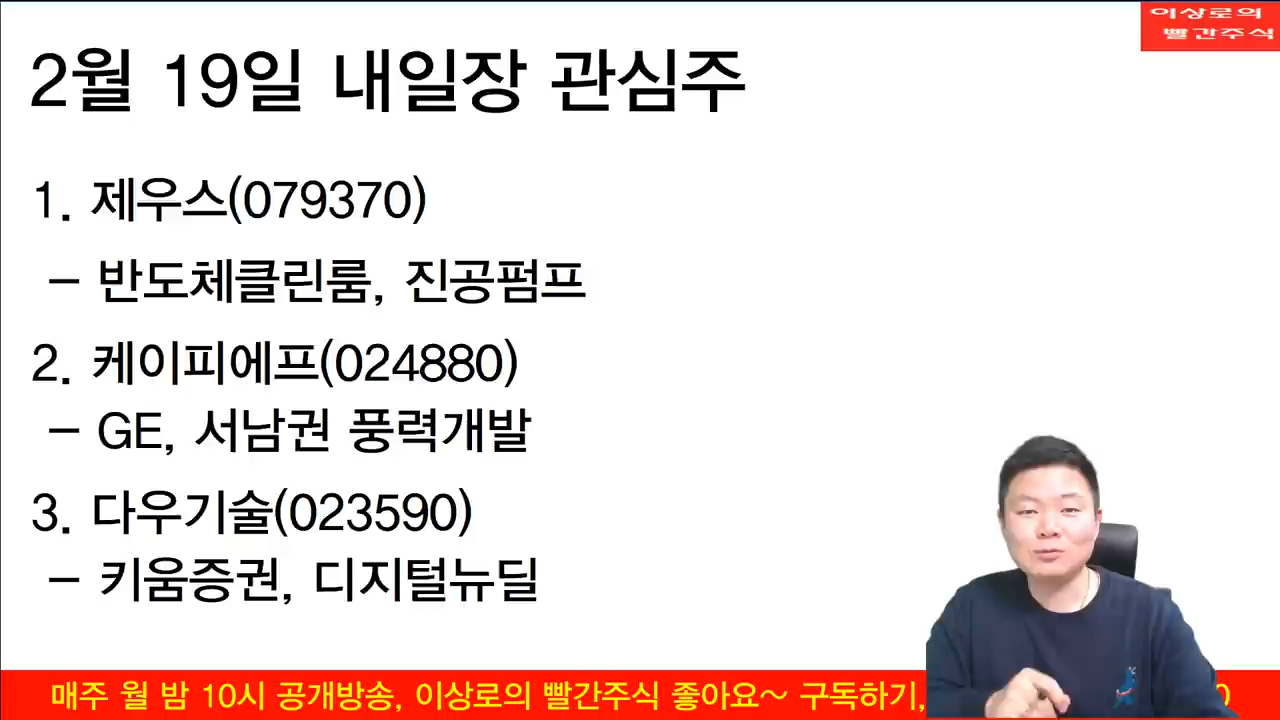 이상로의
빨간주식
2월 19일 내일장 관심주
1. 제우스(079370)
– 반도체클린룸, 진공펌프
2. 케이피에프(024880)
– GE, 서남권 풍력개발
3. 다우기술(023590)
– 키움증권, 디지털뉴딜
매주 월 밤 10시 공개방송, 이상로의 빨간주식 좋아요~ 구독하기,